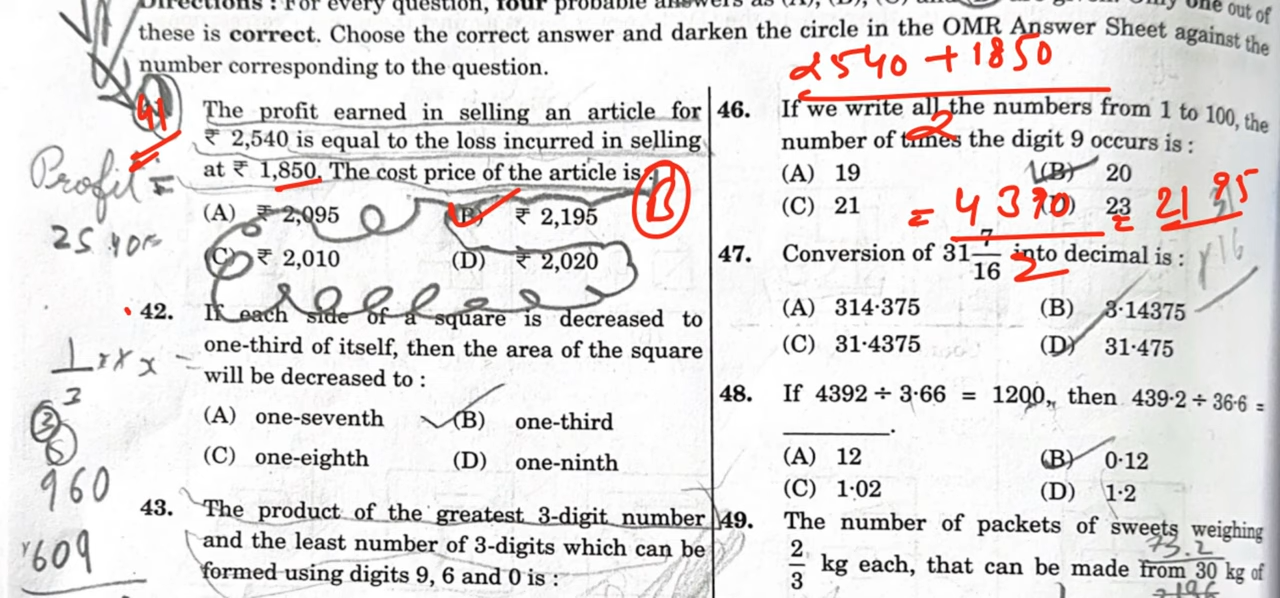 Directions : For every question, four probable answers as (A), (B), (C) and
only one out of
these is correct. Choose the correct answer and darken the circle in the OMR Answer Sheet against the
number corresponding to the question.
2540 + 1850
2
= 4390 = 2195
2
41
The profit earned in selling an article for
₹ 2,540 is equal to the loss incurred in selling
at ₹ 1,850. The cost price of the article is :
B
(A) ₹ 2,095 (B) ₹ 2,195
(C) ₹ 2,010 (D) ₹ 2,020
Profit =
2540
42. If each side of a square is decreased to
one-third of itself, then the area of the square
will be decreased to :
(A) one-seventh (B) one-third
(C) one-eighth (D) one-ninth
1 x x x
3
960
609
43. The product of the greatest 3-digit number
and the least number of 3-digits which can be
formed using digits 9, 6 and 0 is :
46. If we write all the numbers from 1 to 100, the
number of times the digit 9 occurs is :
(A) 19 (B) 20
(C) 21 (D) 23
47. Conversion of 31 7/16 into decimal is :
(A) 314·375 (B) 3·14375
(C) 31·4375 (D) 31·475
48. If 4392 ÷ 3·66 = 1200, then 439·2 ÷ 36·6 =
________.
(A) 12 (B) 0·12
(C) 1·02 (D) 1·2
49. The number of packets of sweets weighing
2/3 kg each, that can be made from 30 kg of
73.2